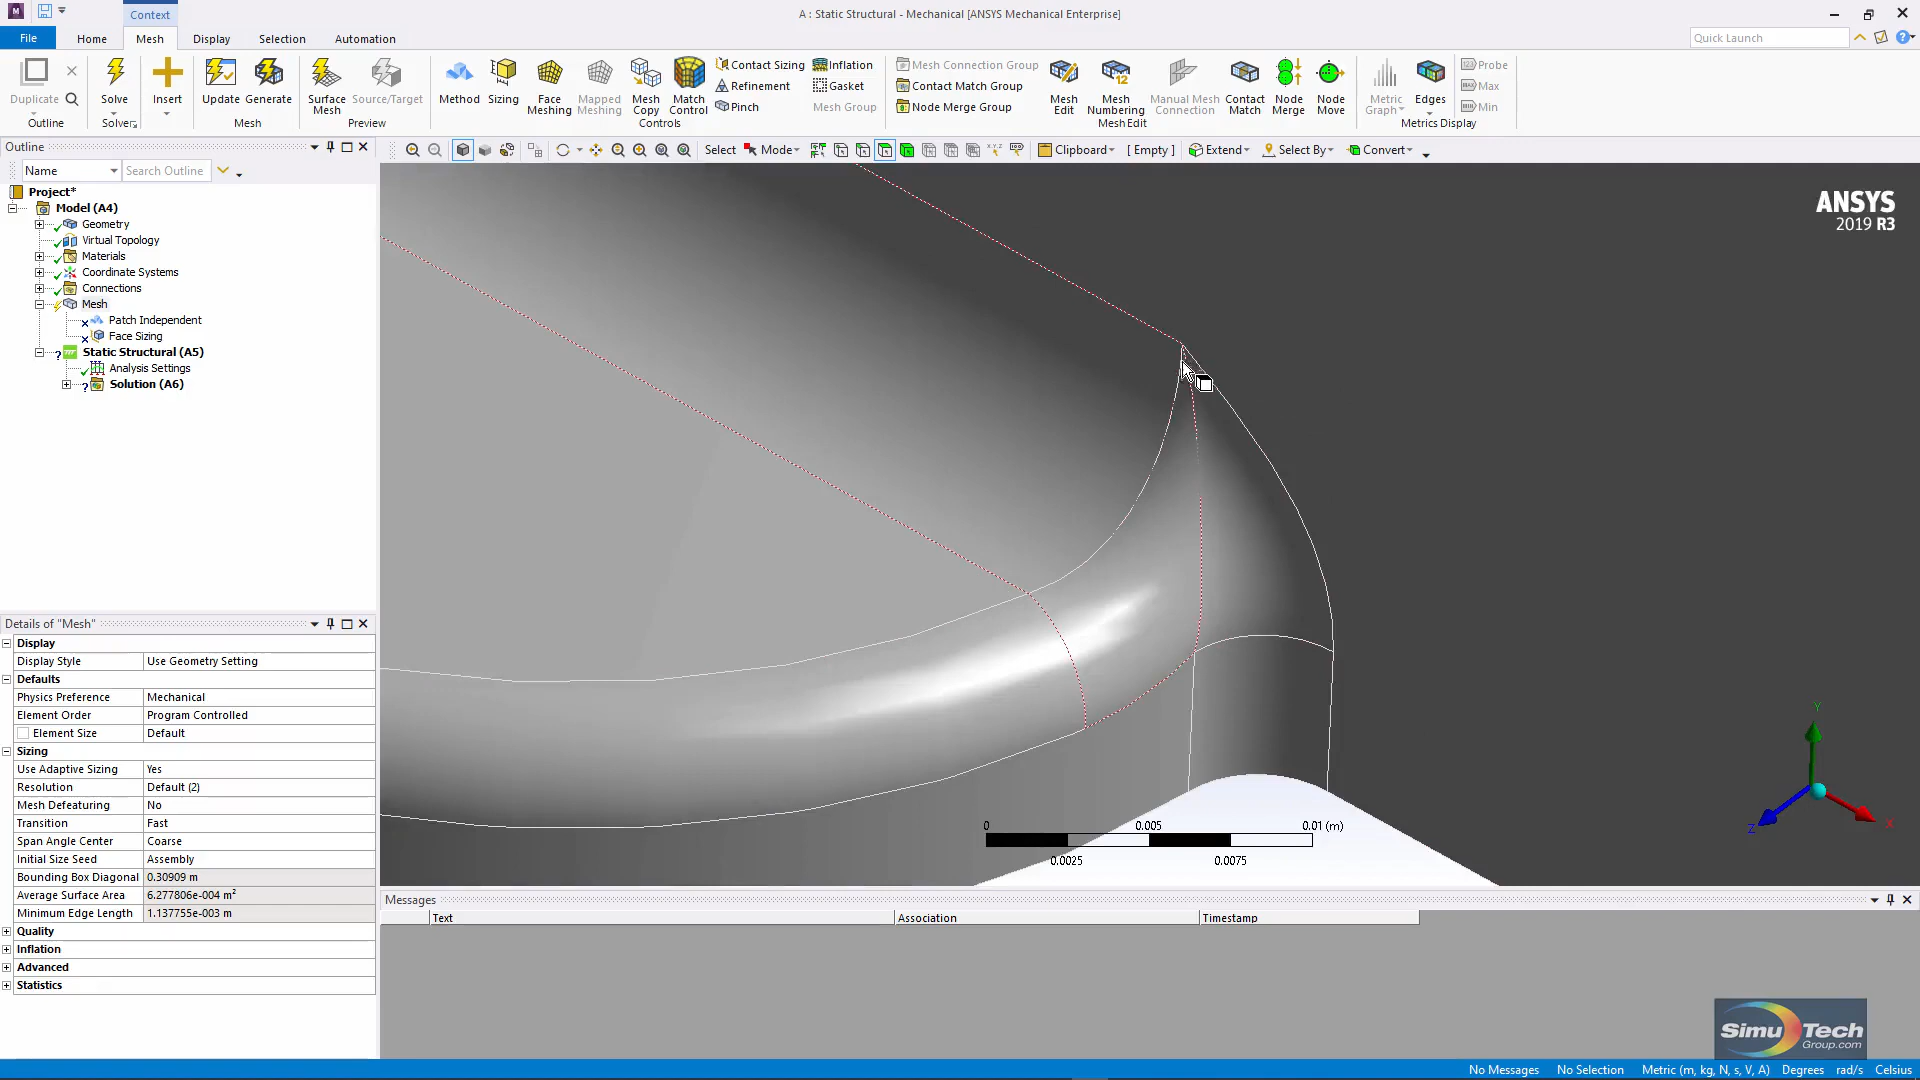 Context
A : Static Structural - Mechanical [ANSYS Mechanical Enterprise]
File Home Mesh Display Selection Automation
Quick Launch
Duplicate
Outline
Solve
Solver
Insert
Update Generate
Mesh
Surface Mesh
Source/Target
Preview
Method Sizing
Face Meshing
Mapped Meshing
Mesh Copy
Match Control
Contact Sizing
Refinement
Pinch
Inflation
Gasket
Mesh Group
Controls
Mesh Connection Group
Contact Match Group
Node Merge Group
Mesh Edit
Mesh Numbering
Manual Mesh Connection
Contact Match
Node Merge
Node Move
Mesh Edit
Metric Graph
Edges
Probe
Max
Min
Metrics Display
Select Mode Clipboard [ Empty ] Extend Select By Convert
Outline
Name Search Outline
Project*
Model (A4)
Geometry
Virtual Topology
Materials
Coordinate Systems
Connections
Mesh
Patch Independent
Face Sizing
Static Structural (A5)
Analysis Settings
Solution (A6)
ANSYS
2019 R3
Details of "Mesh"
Display
Display Style Use Geometry Setting
Defaults
Physics Preference Mechanical
Element Order Program Controlled
Element Size Default
Sizing
Use Adaptive Sizing Yes
Resolution Default (2)
Mesh Defeaturing No
Transition Fast
Span Angle Center Coarse
Initial Size Seed Assembly
Bounding Box Diagonal 0.30909 m
Average Surface Area 6.277806e-004 m²
Minimum Edge Length 1.137755e-003 m
Quality
Inflation
Advanced
Statistics
0 0.005 0.01 (m)
0.0025 0.0075
Y
Z
X
Messages
Text Association Timestamp
SimuTech
Group.com
No Messages No Selection Metric (m, kg, N, s, V, A) Degrees rad/s Celsius